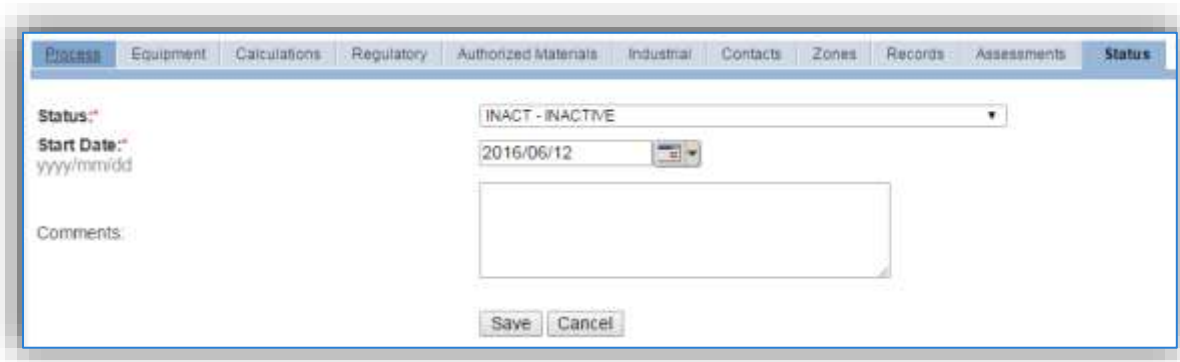 Process Equipment Calculations Regulatory Authorized Materials Industrial Contacts Zones Records Assessments Status
Status:*
INACT - INACTIVE
Start Date:*
yyyy/mm/dd
2016/06/12
Comments:
Save Cancel